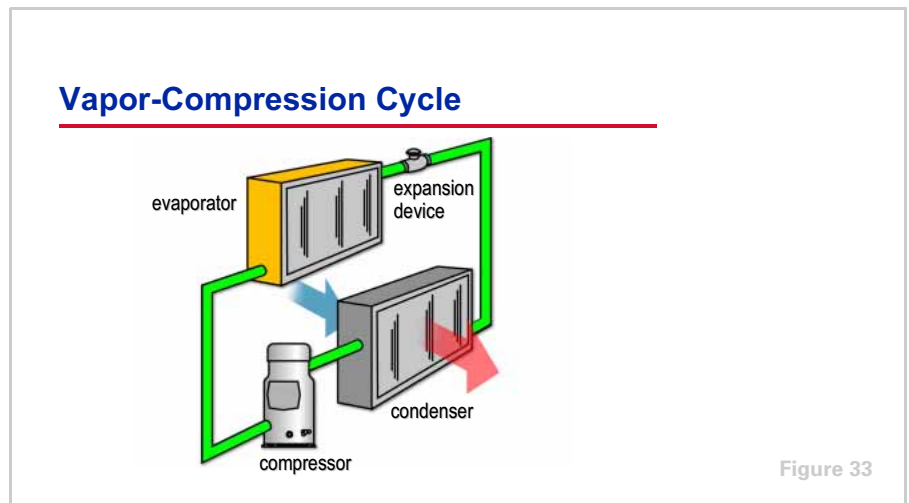 Vapor-Compression Cycle
evaporator
expansion
device
condenser
compressor
Figure 33